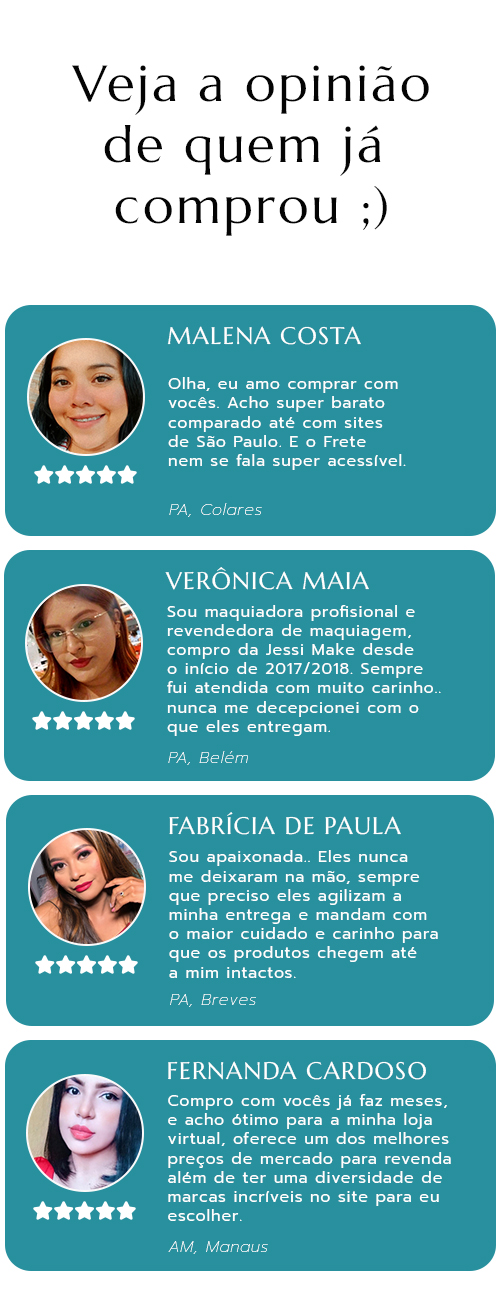 Veja a opinião
de quem já
comprou ;)
MALENA COSTA
Olha, eu amo comprar com
vocês. Acho super barato
comparado até com sites
de São Paulo. E o Frete
nem se fala super acessível.
PA, Colares
VERÔNICA MAIA
Sou maquiadora profisional e
revendedora de maquiagem,
compro da Jessi Make desde
o início de 2017/2018. Sempre
fui atendida com muito carinho..
nunca me decepcionei com o
que eles entregam.
PA, Belém
FABRÍCIA DE PAULA
Sou apaixonada.. Eles nunca
me deixaram na mão, sempre
que preciso eles agilizam a
minha entrega e mandam com
o maior cuidado e carinho para
que os produtos chegem até
a mim intactos.
PA, Breves
FERNANDA CARDOSO
Compro com vocês já faz meses,
e acho ótimo para a minha loja
virtual, oferece um dos melhores
preços de mercado para revenda
além de ter uma diversidade de
marcas incríveis no site para eu
escolher.
AM, Manaus